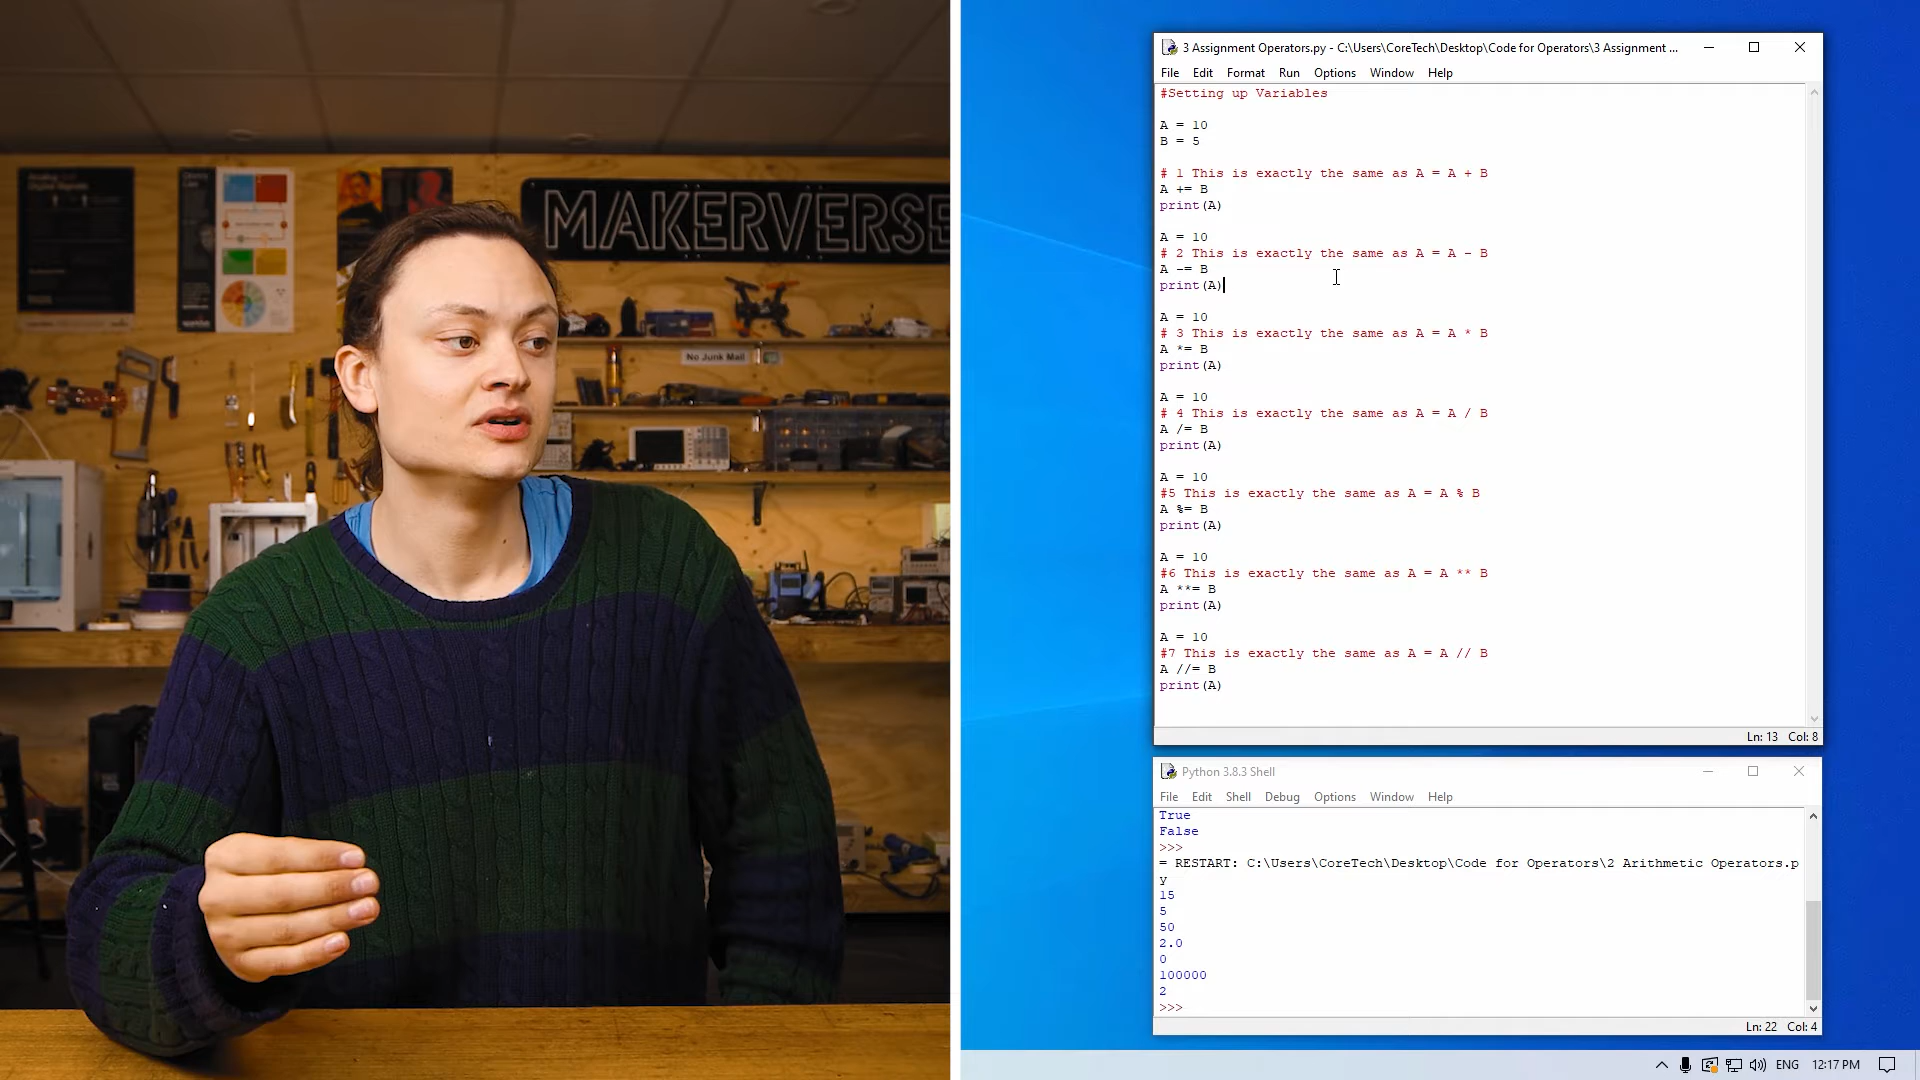 MAKERVERSE
No Junk Mail
3 Assignment Operators.py - C:\Users\CoreTech\Desktop\Code for Operators\3 Assignment ...
File Edit Format Run Options Window Help
#Setting up Variables
A = 10
B = 5
# 1 This is exactly the same as A = A + B
A += B
print(A)
A = 10
# 2 This is exactly the same as A = A - B
A -= B
print(A)
A = 10
# 3 This is exactly the same as A = A * B
A *= B
print(A)
A = 10
# 4 This is exactly the same as A = A / B
A /= B
print(A)
A = 10
#5 This is exactly the same as A = A % B
A %= B
print(A)
A = 10
#6 This is exactly the same as A = A ** B
A **= B
print(A)
A = 10
#7 This is exactly the same as A = A // B
A //= B
print(A)
Ln: 13 Col: 8
Python 3.8.3 Shell
File Edit Shell Debug Options Window Help
True
False
>>>
= RESTART: C:\Users\CoreTech\Desktop\Code for Operators\2 Arithmetic Operators.p
y
15
5
50
2.0
0
100000
2
>>>
Ln: 22 Col: 4
ENG 12:17 PM